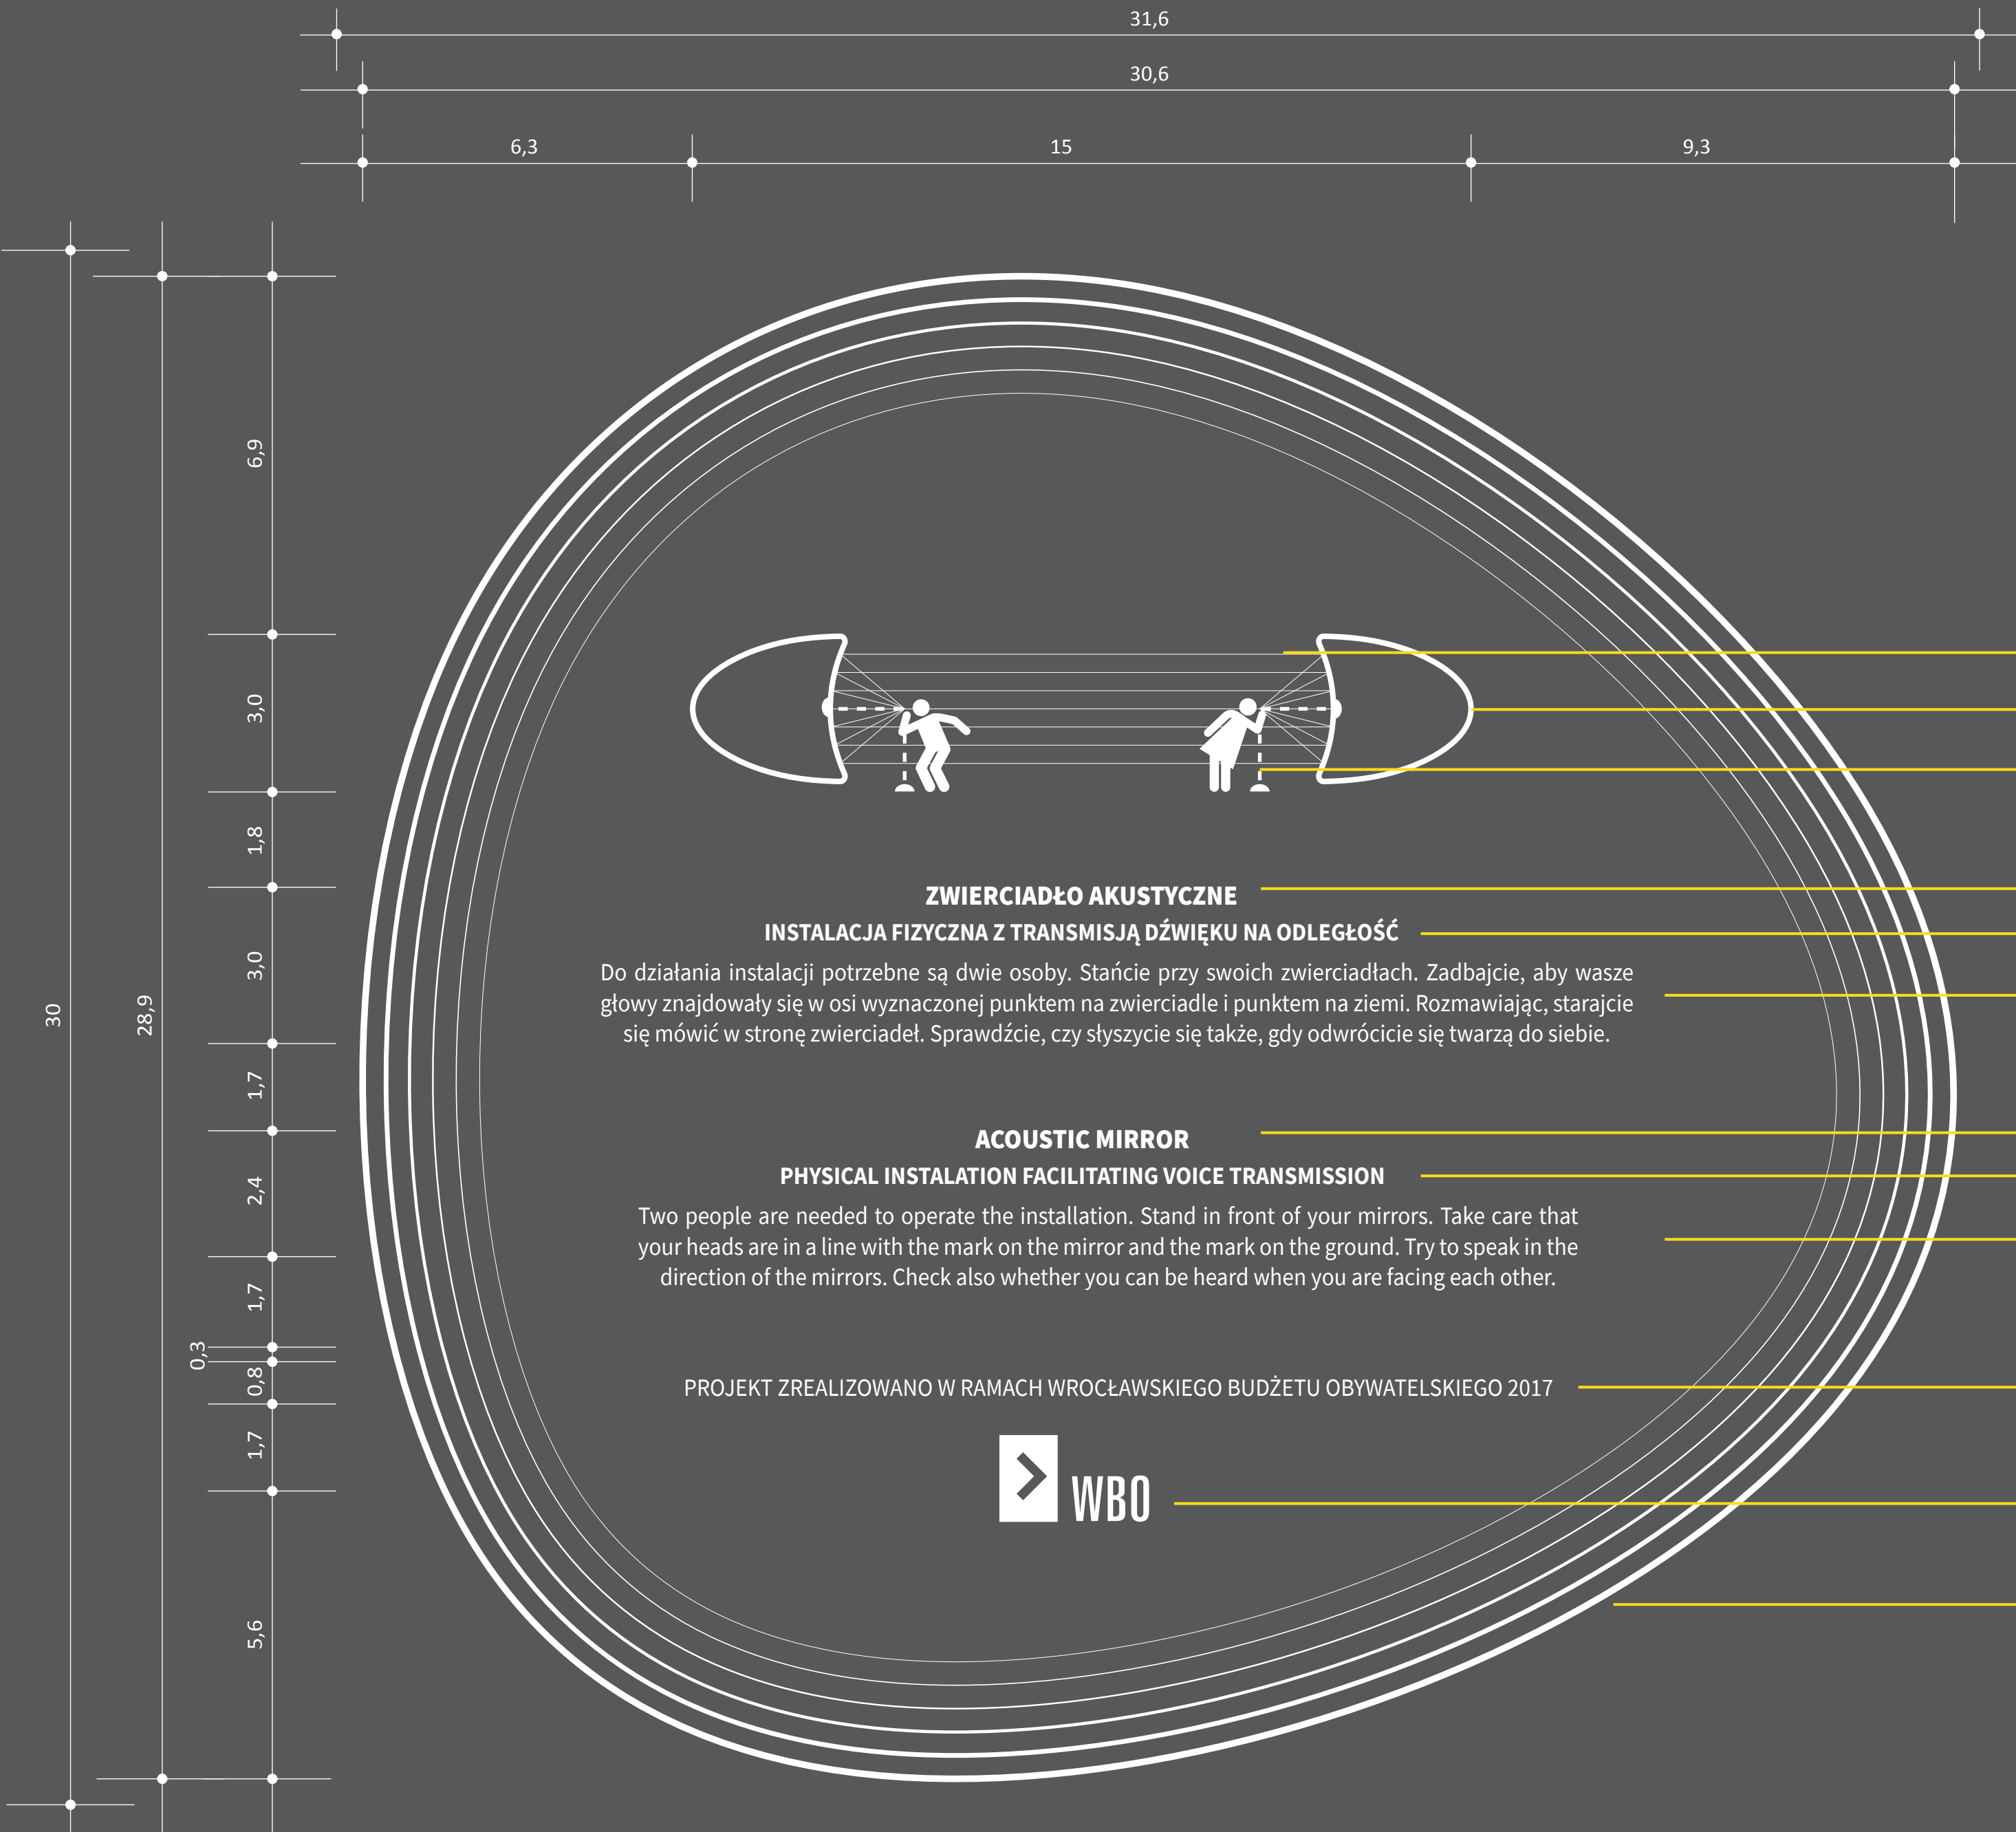 31,6
30,6
6,3 15 9,3
6,9
3,0
1,8
3,0
30
28,9
1,7
2,4
1,7
0,3
0,8
1,7
5,6
ZWIERCIADŁO AKUSTYCZNE
INSTALACJA FIZYCZNA Z TRANSMISJĄ DŹWIĘKU NA ODLEGŁOŚĆ
Do działania instalacji potrzebne są dwie osoby. Stańcie przy swoich zwierciadłach. Zadbajcie, aby wasze
głowy znajdowały się w osi wyznaczonej punktem na zwierciadle i punktem na ziemi. Rozmawiając, starajcie
się mówić w stronę zwierciadeł. Sprawdźcie, czy słyszycie się także, gdy odwrócicie się twarzą do siebie.
ACOUSTIC MIRROR
PHYSICAL INSTALATION FACILITATING VOICE TRANSMISSION
Two people are needed to operate the installation. Stand in front of your mirrors. Take care that
your heads are in a line with the mark on the mirror and the mark on the ground. Try to speak in the
direction of the mirrors. Check also whether you can be heard when you are facing each other.
PROJEKT ZREALIZOWANO W RAMACH WROCŁAWSKIEGO BUDŻETU OBYWATELSKIEGO 2017
WBO